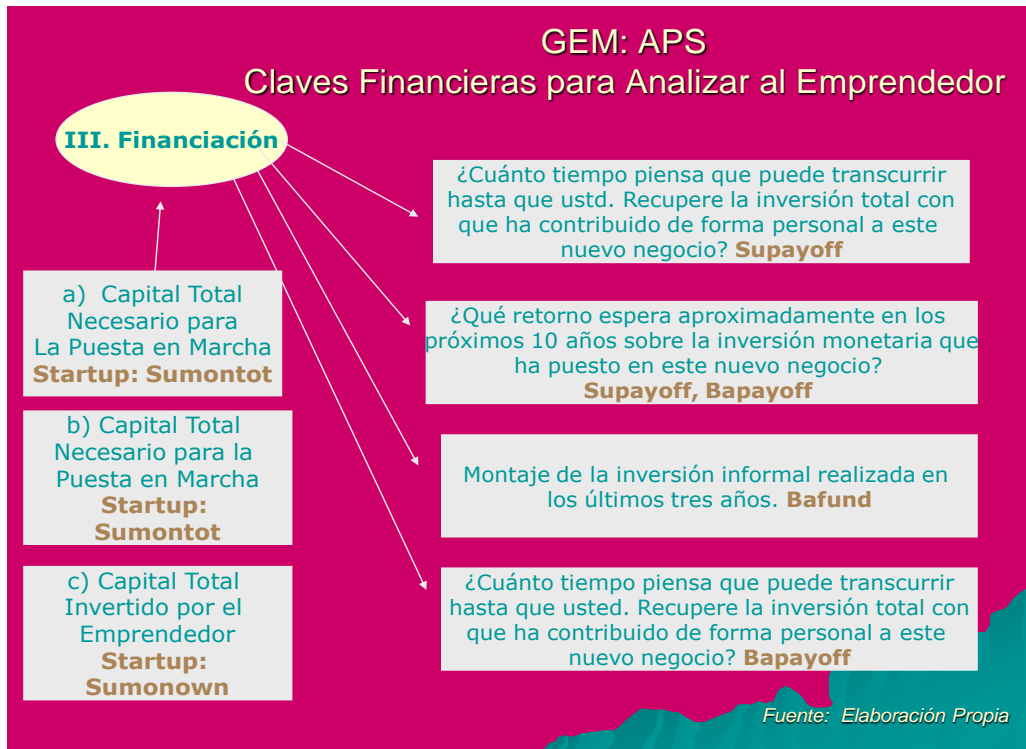 GEM: APS
Claves Financieras para Analizar al Emprendedor
III. Financiación
a) Capital Total
Necesario para
La Puesta en Marcha
Startup: Sumontot
b) Capital Total
Necesario para la
Puesta en Marcha
Startup:
Sumontot
c) Capital Total
Invertido por el
Emprendedor
Startup:
Sumonown
¿Cuánto tiempo piensa que puede transcurrir
hasta que ustd. Recupere la inversión total con
que ha contribuido de forma personal a este
nuevo negocio? Supayoff
¿Qué retorno espera aproximadamente en los
próximos 10 años sobre la inversión monetaria que
ha puesto en este nuevo negocio?
Supayoff, Bapayoff
Montaje de la inversión informal realizada en
los últimos tres años. Bafund
¿Cuánto tiempo piensa que puede transcurrir
hasta que usted. Recupere la inversión total con
que ha contribuido de forma personal a este
nuevo negocio? Bapayoff
Fuente: Elaboración Propia